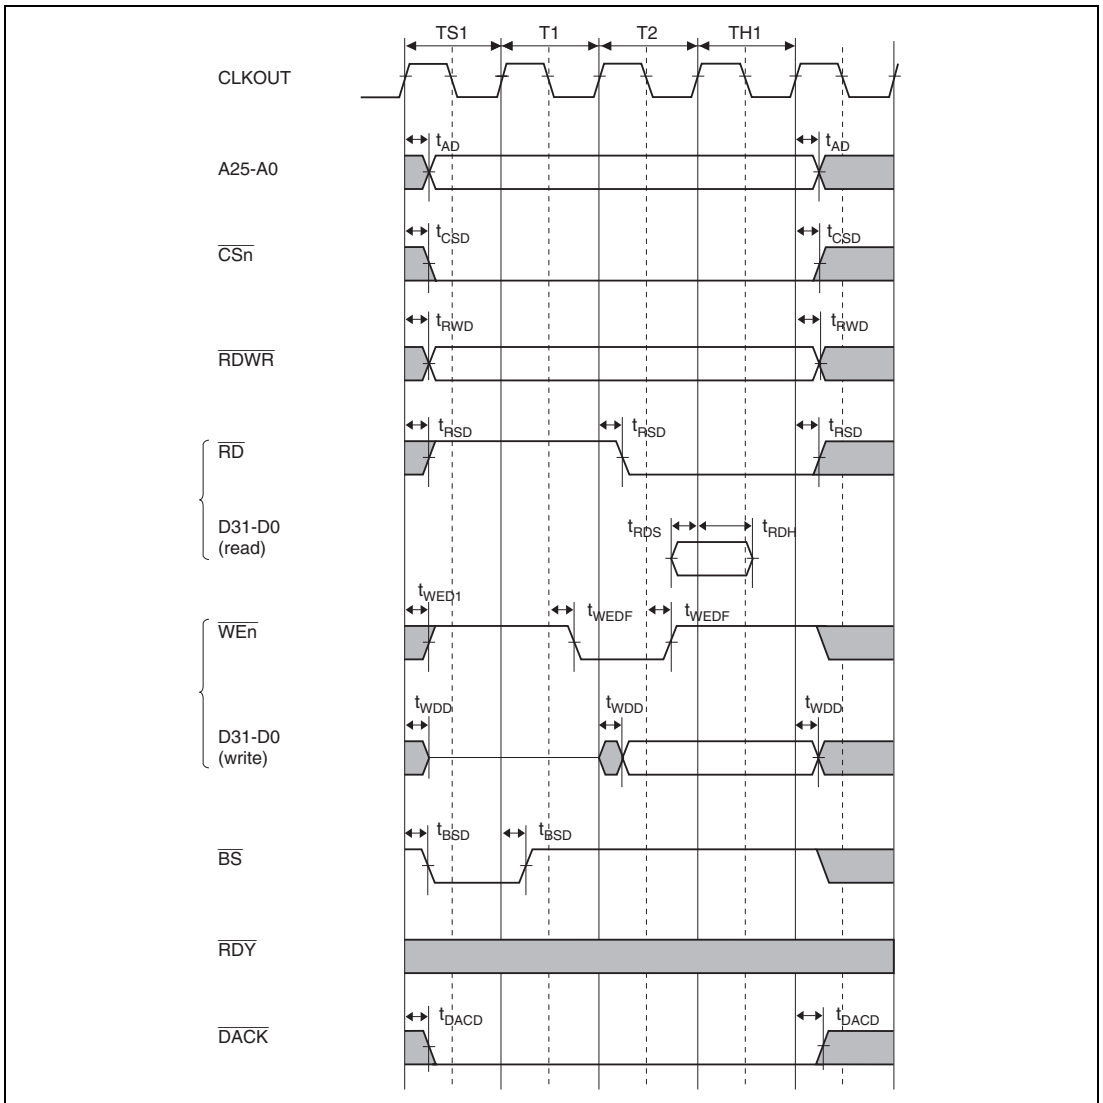 TS1 T1 T2 TH1
CLKOUT
tAD tAD
A25-A0
tCSD tCSD
CSn
tRWD tRWD
RDWR
tRSD tRSD tRSD
RD
D31-D0 tRDS tRDH
(read)
tWED1
tWEDF tWEDF
WEn
tWDD tWDD tWDD
D31-D0
(write)
tBSD tBSD
BS
RDY
tDACD tDACD
DACK